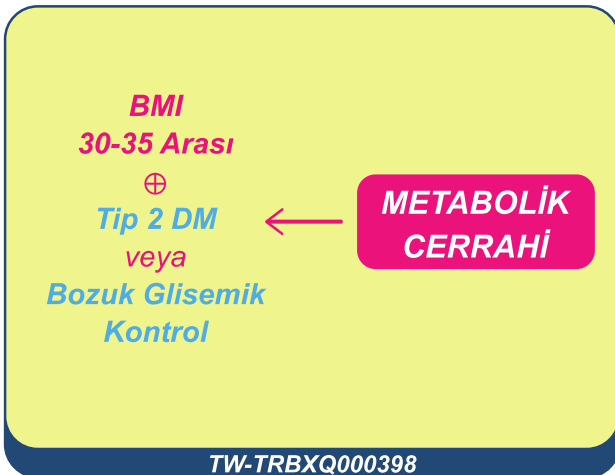 BMI
30-35 Arası
⊕
Tip 2 DM
veya
Bozuk Glisemik
Kontrol
METABOLİK
CERRAHİ
TW-TRBXQ000398